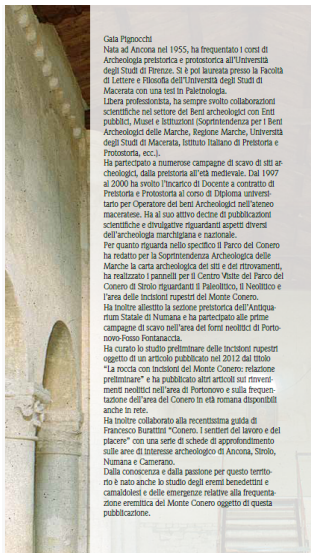 Gaia Pignocchi
Nata ad Ancona nel 1955, ha frequentato i corsi di
Archeologia preistorica e protostorica all'Università
degli Studi di Firenze. Si è poi laureata presso la Facoltà
di Lettere e Filosofia dell'Università degli Studi di
Macerata con una tesi in Paletnologia.
Libera professionista, ha sempre svolto collaborazioni
scientifiche nel settore dei Beni archeologici con Enti
pubblici, Musei e Istituzioni (Soprintendenza per i Beni
Archeologici delle Marche, Regione Marche, Università
degli Studi di Macerata, Istituto Italiano di Preistoria e
Protostoria, ecc.).
Ha partecipato a numerose campagne di scavo di siti ar-
cheologici, dalla preistoria all'età medievale. Dal 1997
al 2000 ha svolto l'incarico di Docente a contratto di
Preistoria e Protostoria al corso di Diploma universi-
tario per Operatore dei beni Archeologici nell'ateneo
maceratese. Ha al suo attivo decine di pubblicazioni
scientifiche e divulgative riguardanti aspetti diversi
dell'archeologia marchigiana e nazionale.
Per quanto riguarda nello specifico il Parco del Conero
ha redatto per la Soprintendenza Archeologica delle
Marche la carta archeologica dei siti e dei ritrovamenti,
ha realizzato i pannelli per il Centro Visite del Parco del
Conero di Sirolo riguardanti il Paleolitico, il Neolitico e
l'area delle incisioni rupestri del Monte Conero.
Ha inoltre allestito la sezione preistorica dell'Antiqua-
rium Statale di Numana e ha partecipato alle prime
campagne di scavo nell'area dei forni neolitici di Porto-
novo-Fosso Fontanaccia.
Ha curato lo studio preliminare delle incisioni rupestri
oggetto di un articolo pubblicato nel 2012 dal titolo
"La roccia con incisioni del Monte Conero: relazione
preliminare" e ha pubblicato altri articoli sui rinveni-
menti neolitici nell'area di Portonovo e sulla frequen-
tazione dell'area del Conero in età romana disponibili
anche in rete.
Ha inoltre collaborato alla recentissima guida di
Francesco Burattini "Conero. I sentieri del lavoro e del
piacere" con una serie di schede di approfondimento
sulle aree di interesse archeologico di Ancona, Sirolo,
Numana e Camerano.
Dalla conoscenza e dalla passione per questo territo-
rio è nato anche lo studio degli eremi benedettini e
camaldolesi e delle emergenze relative alla frequenta-
zione eremitica del Monte Conero oggetto di questa
pubblicazione.